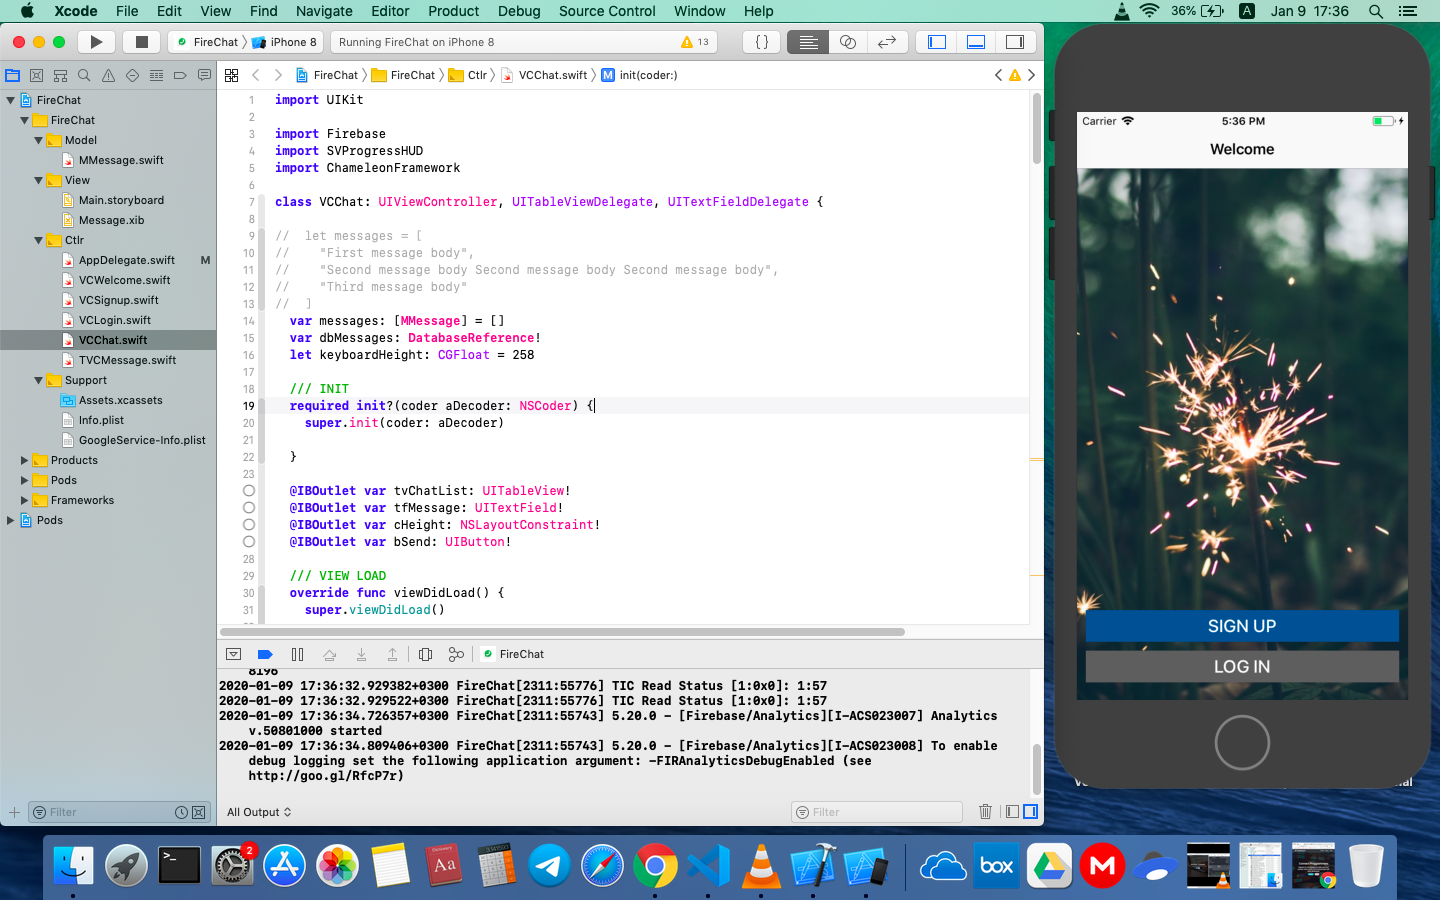 Xcode File Edit View Find Navigate Editor Product Debug Source Control Window Help 36% A Jan 9 17:36
FireChat iPhone 8 Running FireChat on iPhone 8 13 {}
FireChat FireChat Ctlr VCChat.swift M init(coder:)
FireChat
FireChat
Model
MMessage.swift
View
Main.storyboard
Message.xib
Ctlr
AppDelegate.swift M
VCWelcome.swift
VCSignup.swift
VCLogin.swift
VCChat.swift
TVCMessage.swift
Support
Assets.xcassets
Info.plist
GoogleService-Info.plist
Products
Pods
Frameworks
Pods
Filter
1 import UIKit
2
3 import Firebase
4 import SVProgressHUD
5 import ChameleonFramework
6
7 class VCChat: UIViewController, UITableViewDelegate, UITextFieldDelegate {
8
9 //  let messages = [
10 //    "First message body",
11 //    "Second message body Second message body Second message body",
12 //    "Third message body"
13 //  ]
14 var messages: [MMessage] = []
15 var dbMessages: DatabaseReference!
16 let keyboardHeight: CGFloat = 258
17
18 /// INIT
19 required init?(coder aDecoder: NSCoder) {
20 super.init(coder: aDecoder)
21
22 }
23
@IBOutlet var tvChatList: UITableView!
@IBOutlet var tfMessage: UITextField!
@IBOutlet var cHeight: NSLayoutConstraint!
@IBOutlet var bSend: UIButton!
28
29 /// VIEW LOAD
30 override func viewDidLoad() {
31 super.viewDidLoad()
FireChat
8196
2020-01-09 17:36:32.929382+0300 FireChat[2311:55776] TIC Read Status [1:0x0]: 1:57
2020-01-09 17:36:32.929522+0300 FireChat[2311:55776] TIC Read Status [1:0x0]: 1:57
2020-01-09 17:36:34.726357+0300 FireChat[2311:55743] 5.20.0 - [Firebase/Analytics][I-ACS023007] Analytics
v.50801000 started
2020-01-09 17:36:34.809406+0300 FireChat[2311:55743] 5.20.0 - [Firebase/Analytics][I-ACS023008] To enable
debug logging set the following application argument: -FIRAnalyticsDebugEnabled (see
http://goo.gl/RfcP7r)
All Output Filter
Carrier 5:36 PM
Welcome
SIGN UP
LOG IN
>_ 2 Aa box M